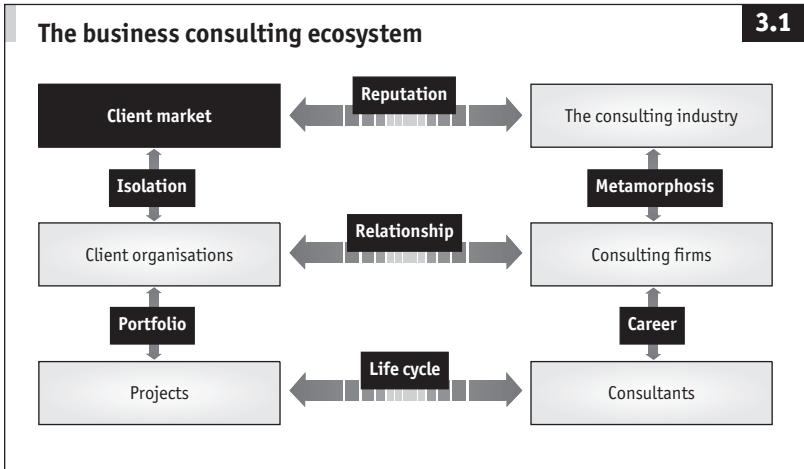 The business consulting ecosystem
3.1
Client market
Reputation
The consulting industry
Isolation
Metamorphosis
Client organisations
Relationship
Consulting firms
Portfolio
Career
Projects
Life cycle
Consultants